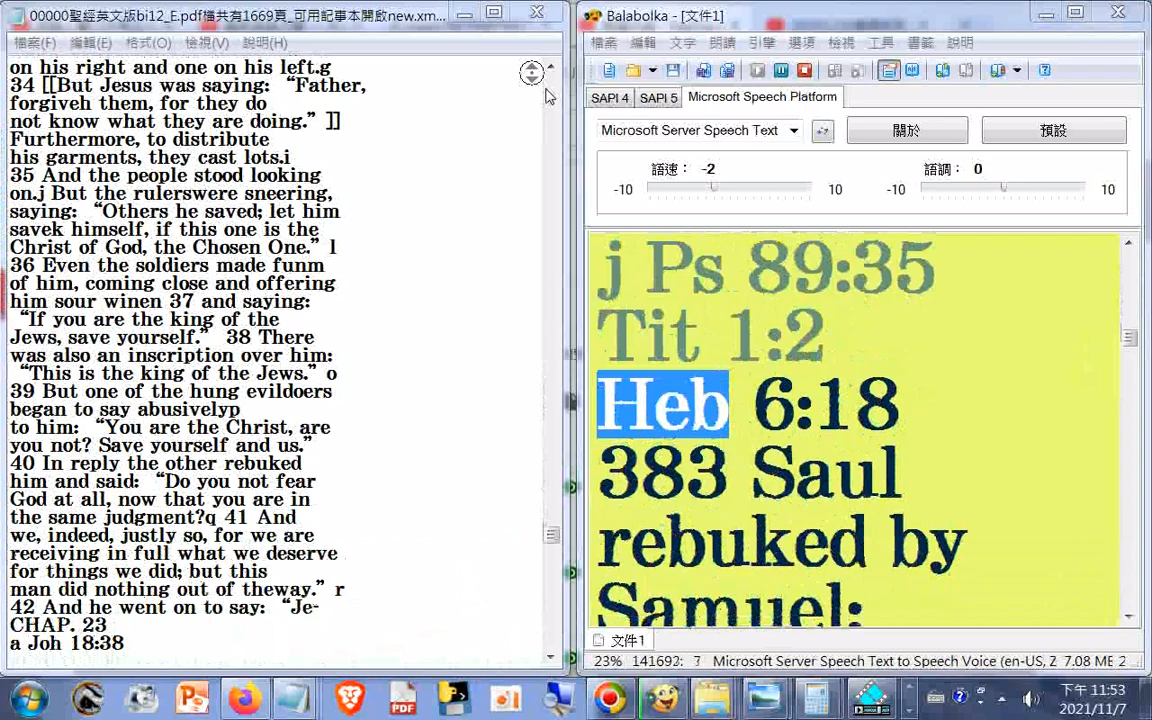 00000聖經英文版bi12_E.pdf檔共有1669頁_可用記事本開啟new.xm...
檔案(F) 編輯(E) 格式(O) 檢視(V) 說明(H)
on his right and one on his left.g
34 [[But Jesus was saying: “Father,
forgiveh them, for they do
not know what they are doing.” ]]
Furthermore, to distribute
his garments, they cast lots.i
35 And the people stood looking
on.j But the rulerswere sneering,
saying: “Others he saved; let him
savek himself, if this one is the
Christ of God, the Chosen One.” l
36 Even the soldiers made funm
of him, coming close and offering
him sour winen 37 and saying:
“If you are the king of the
Jews, save yourself.” 38 There
was also an inscription over him:
“This is the king of the Jews.” o
39 But one of the hung evildoers
began to say abusivelyp
to him: “You are the Christ, are
you not? Save yourself and us.”
40 In reply the other rebuked
him and said: “Do you not fear
God at all, now that you are in
the same judgment?q 41 And
we, indeed, justly so, for we are
receiving in full what we deserve
for things we did; but this
man did nothing out of theway.” r
42 And he went on to say: “Je-
CHAP. 23
a Joh 18:38
Balabolka - [文件1]
檔案 編輯 文字 朗讀 引擎 選項 檢視 工具 書籤 說明
SAPI 4 SAPI 5 Microsoft Speech Platform
Microsoft Server Speech Text 關於 預設
語速： -2 語調： 0
-10 10 -10 10
j Ps 89:35
Tit 1:2
Heb 6:18
383 Saul
rebuked by
Samuel:
文件1
23% 141692: 7 Microsoft Server Speech Text to Speech Voice (en-US, Z 7.08 ME 2
PDF
下午 11:53
2021/11/7